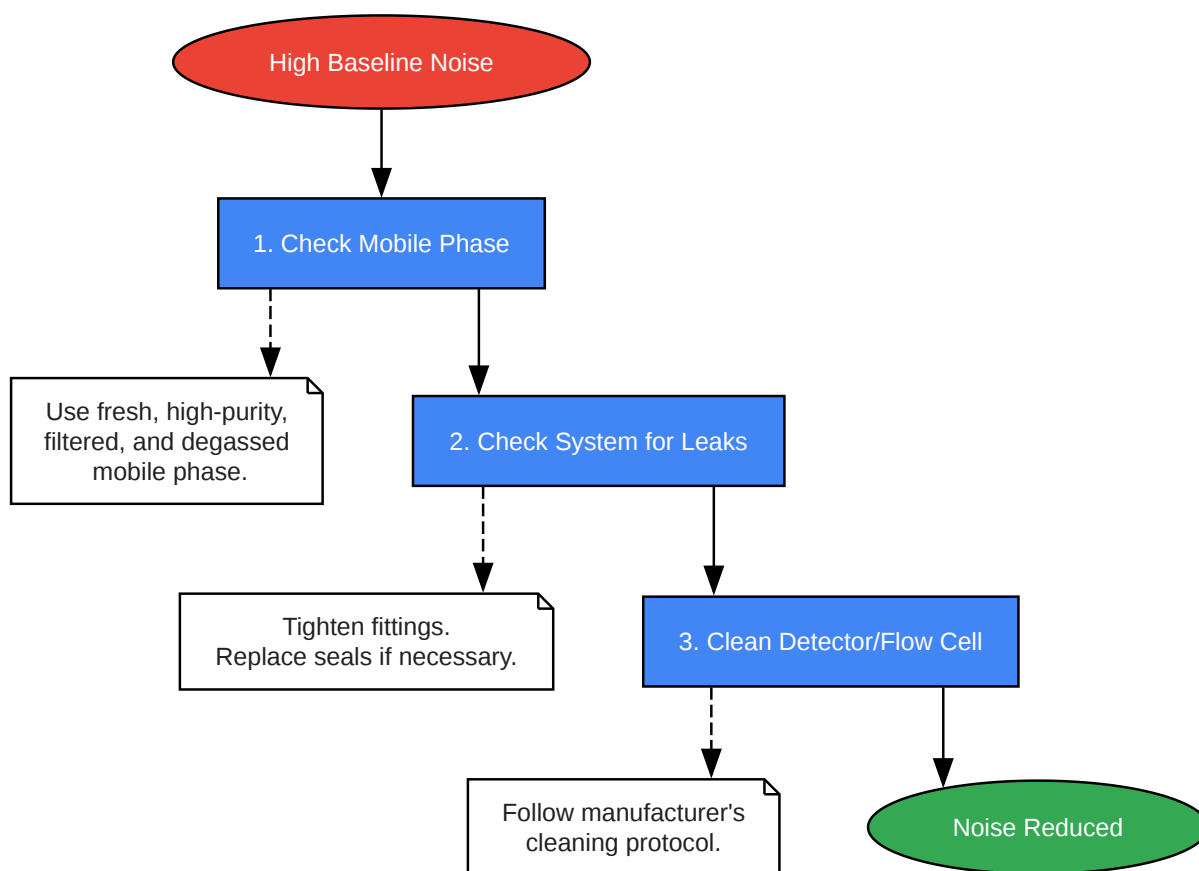 High Baseline Noise
1. Check Mobile Phase
Use fresh, high-purity,
filtered, and degassed
mobile phase.
2. Check System for Leaks
Tighten fittings.
Replace seals if necessary.
3. Clean Detector/Flow Cell
Follow manufacturer's
cleaning protocol.
Noise Reduced